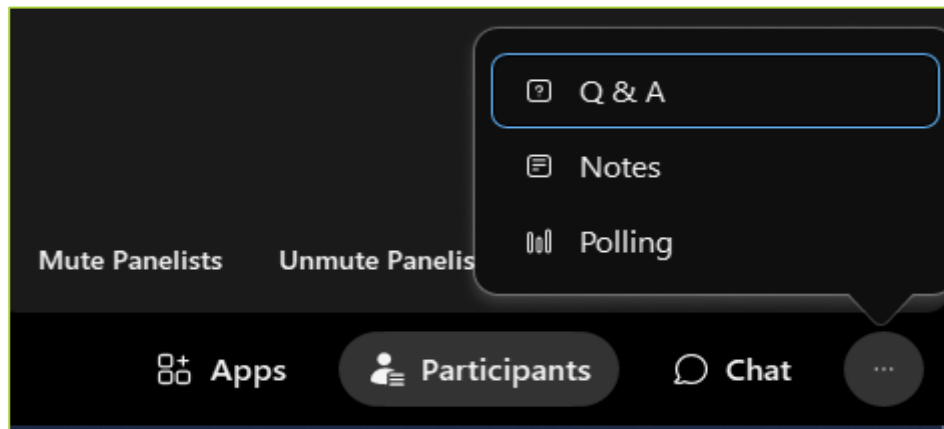 Q & A
Notes
Polling
Mute Panelists Unmute Panelis
Apps Participants Chat